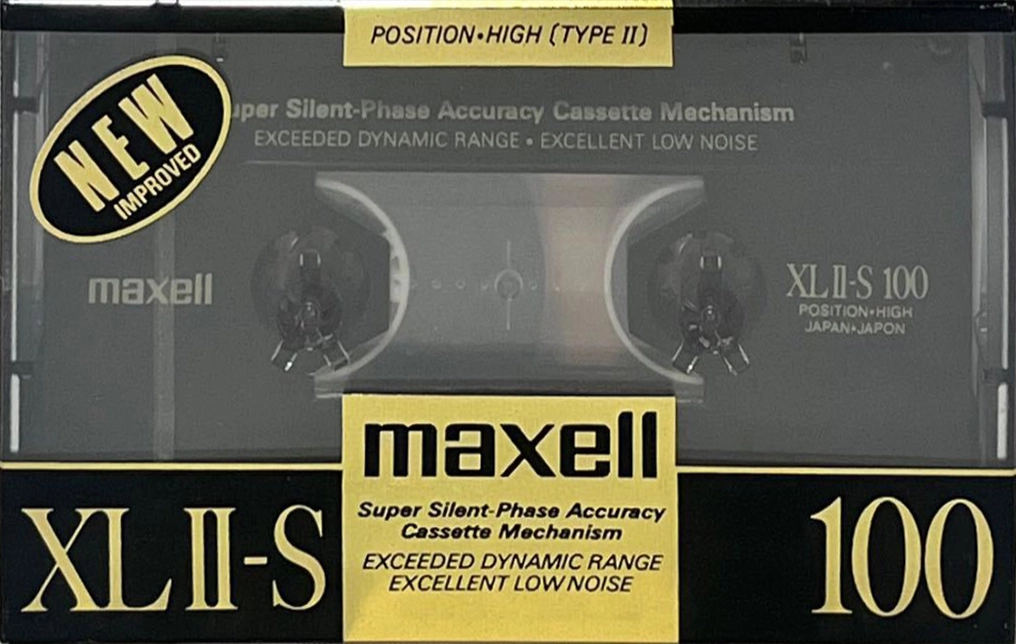 POSITION•HIGH (TYPE II)
NEW
IMPROVED
uper Silent-Phase Accuracy Cassette Mechanism
EXCEEDED DYNAMIC RANGE • EXCELLENT LOW NOISE
maxell
XL II-S 100
POSITION•HIGH
JAPAN•JAPON
maxell
Super Silent-Phase Accuracy
Cassette Mechanism
EXCEEDED DYNAMIC RANGE
EXCELLENT LOW NOISE
XL II-S
100